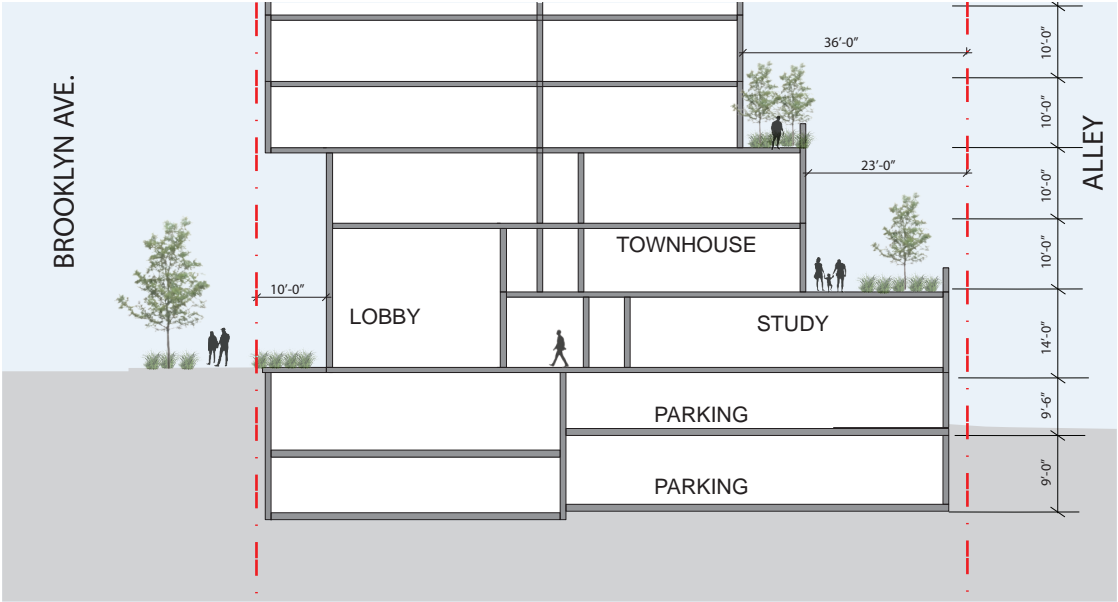 BROOKLYN AVE.
36’-0”
10’-0”
10’-0”
ALLEY
23’-0”
10’-0”
TOWNHOUSE
10’-0”
10’-0”
LOBBY
STUDY
14’-0”
PARKING
9’-6”
PARKING
9’-0”